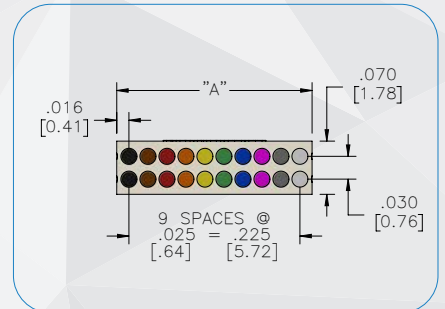 "A"
.070
[1.78]
.016
[0.41]
.030
[0.76]
9 SPACES @
.025 = .225
[.64] [5.72]